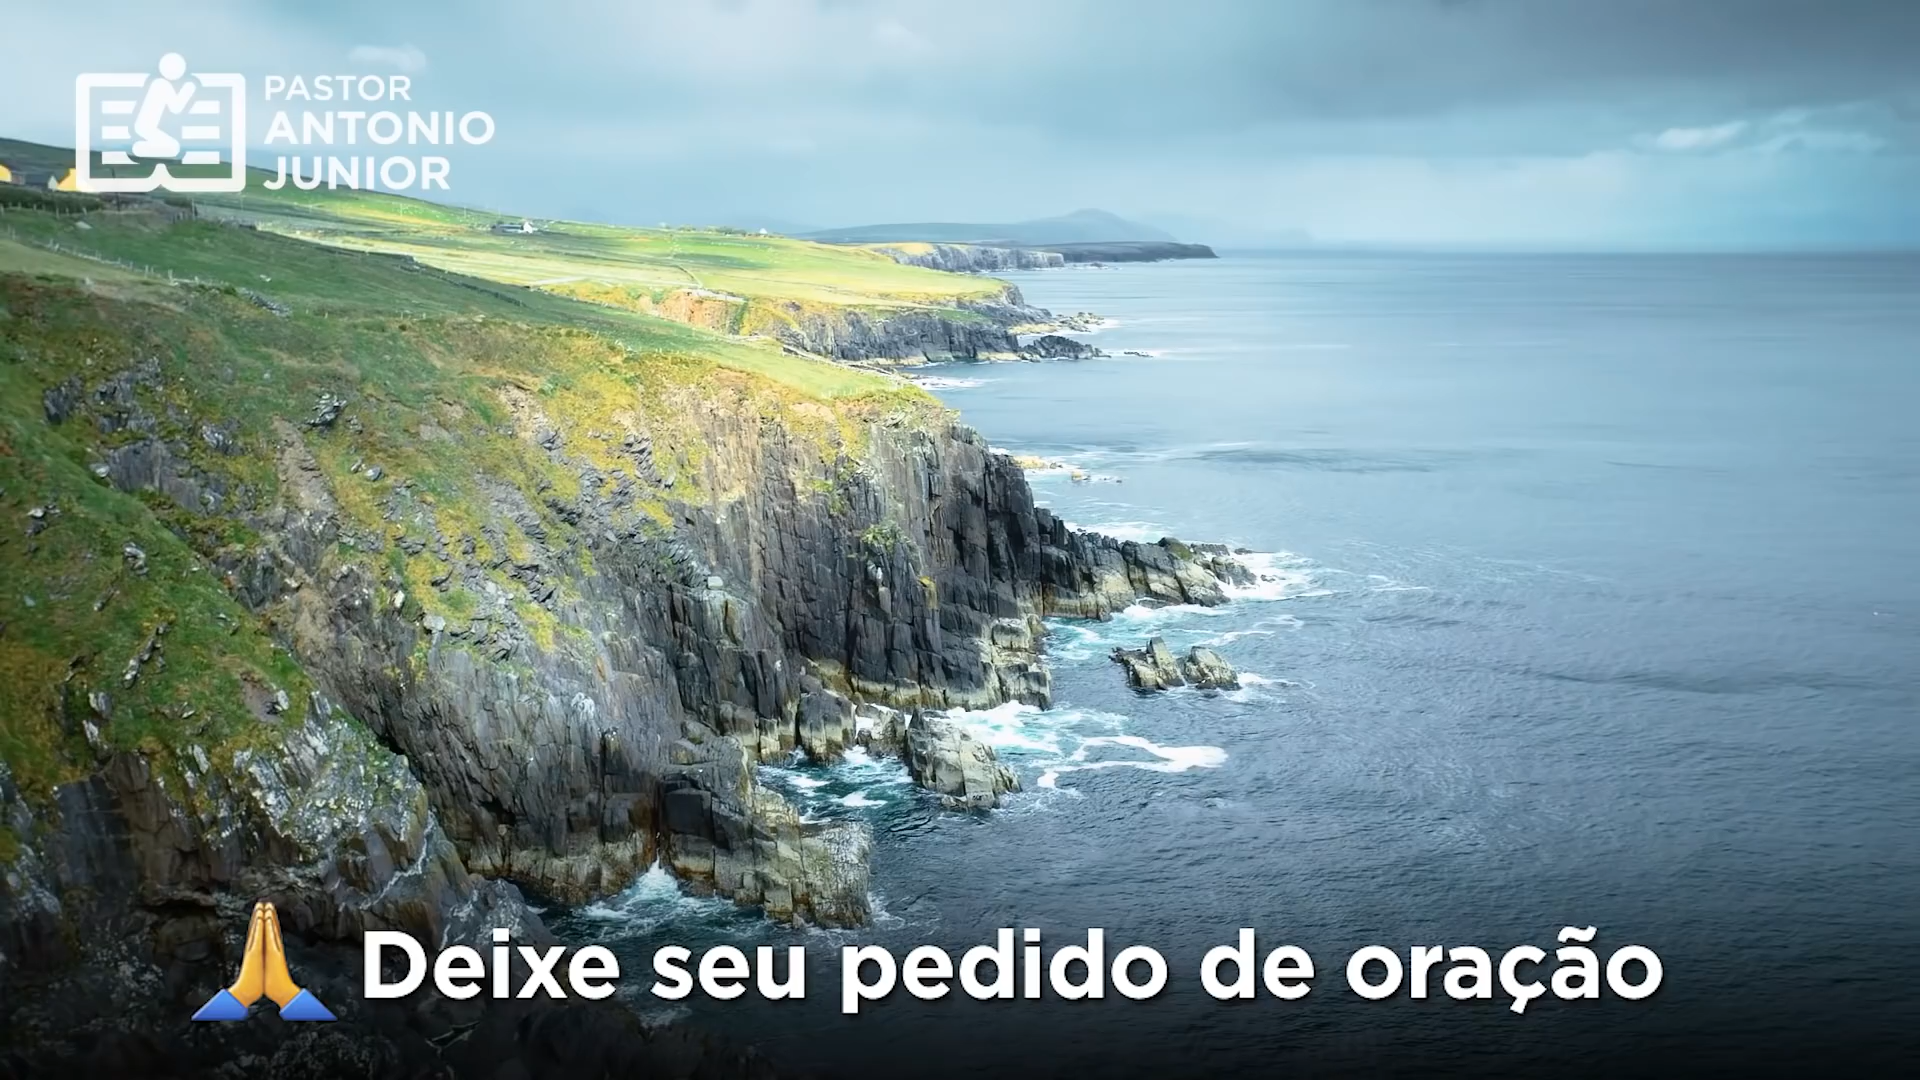 PASTOR
ANTONIO
JUNIOR
🙏 Deixe seu pedido de oração